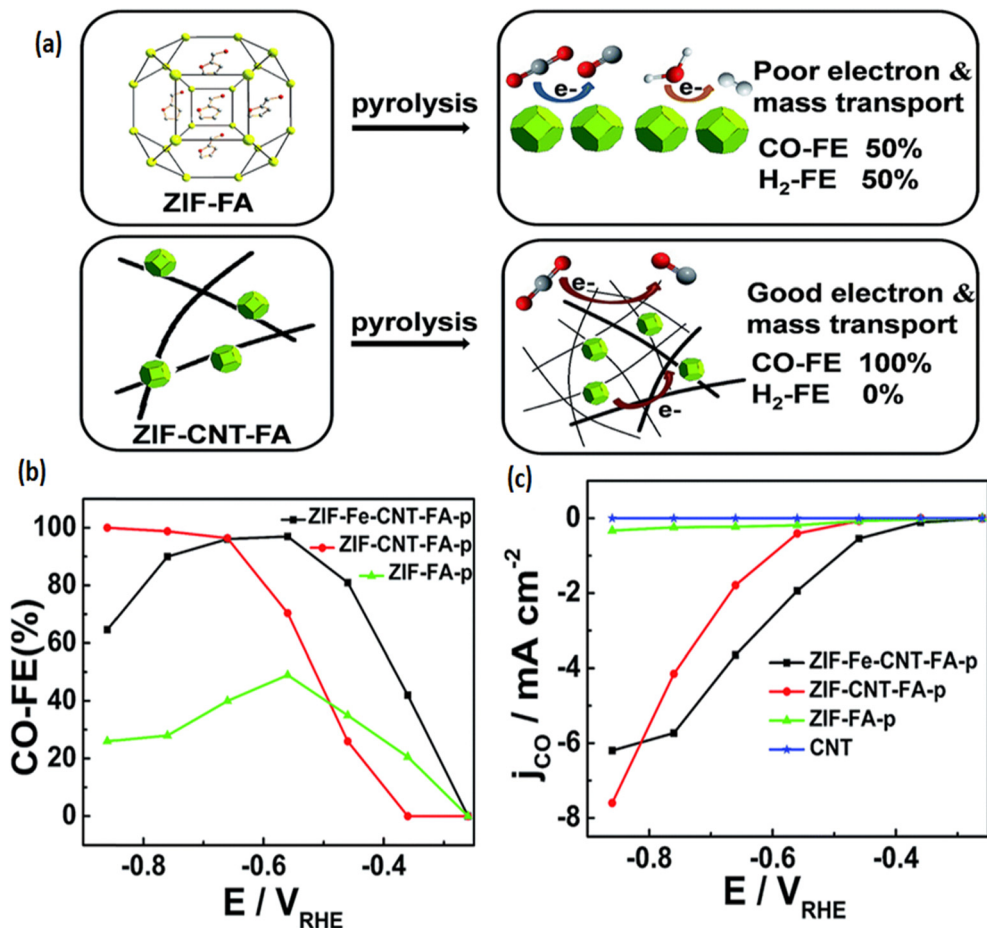 (a)
ZIF-FA
pyrolysis
e-
e-
Poor electron &
mass transport
CO-FE 50%
H2-FE 50%
ZIF-CNT-FA
pyrolysis
e-
e-
Good electron &
mass transport
CO-FE 100%
H2-FE 0%
(b)
CO-FE(%)
100
80
60
40
20
0
ZIF-Fe-CNT-FA-p
ZIF-CNT-FA-p
ZIF-FA-p
-0.8
-0.6
-0.4
E / VRHE
(c)
jCO / mA cm-2
0
-2
-4
-6
-8
ZIF-Fe-CNT-FA-p
ZIF-CNT-FA-p
ZIF-FA-p
CNT
-0.8
-0.6
-0.4
E / VRHE